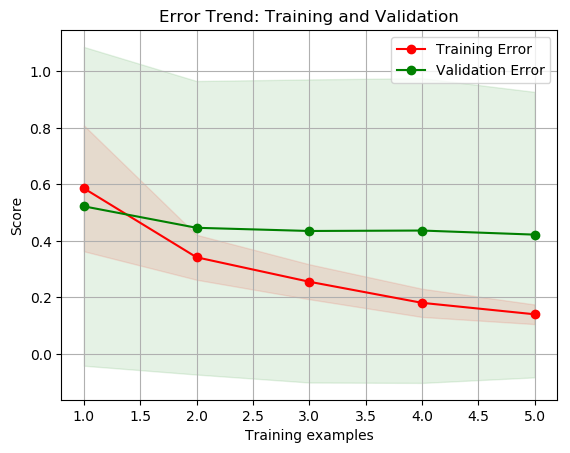 Error Trend: Training and Validation
Training Error
Validation Error
Score
1.0
0.8
0.6
0.4
0.2
0.0
1.0 1.5 2.0 2.5 3.0 3.5 4.0 4.5 5.0
Training examples